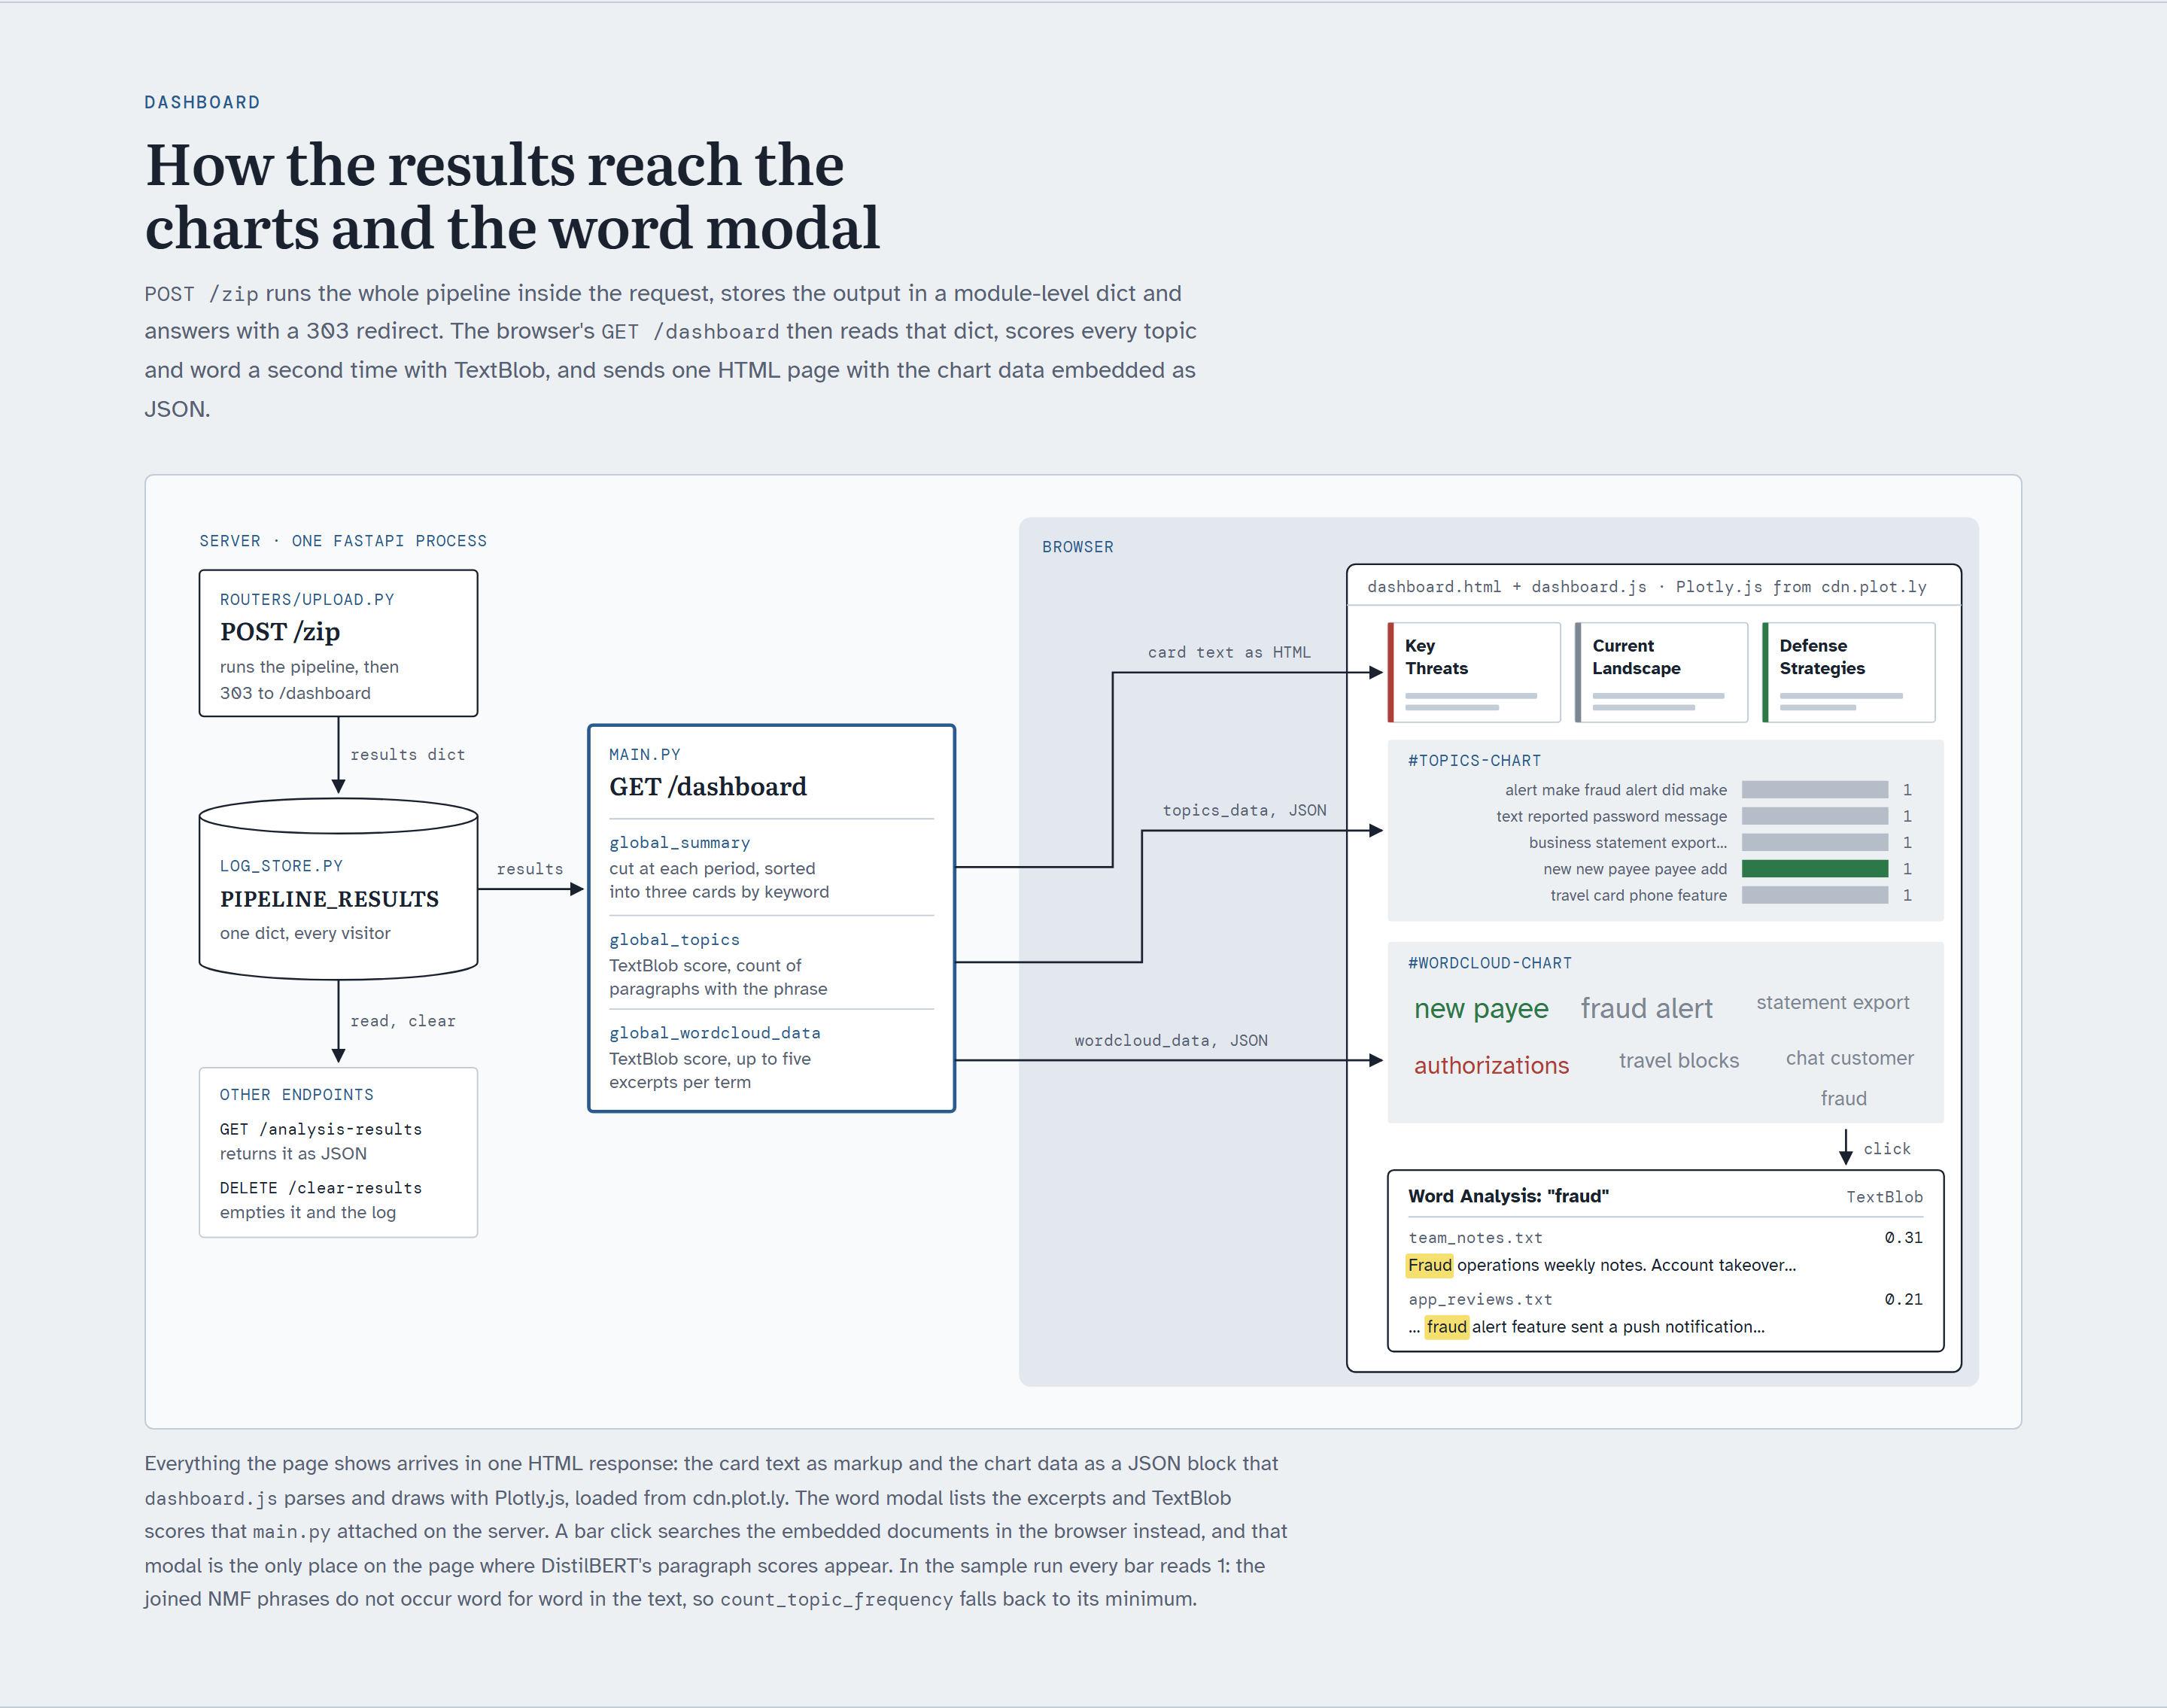 DASHBOARD
How the results reach the
charts and the word modal
POST /zip runs the whole pipeline inside the request, stores the output in a module-level dict and
answers with a 303 redirect. The browser's GET /dashboard then reads that dict, scores every topic
and word a second time with TextBlob, and sends one HTML page with the chart data embedded as
JSON.
SERVER · ONE FASTAPI PROCESS
ROUTERS/UPLOAD.PY
POST /zip
runs the pipeline, then
303 to /dashboard
results dict
LOG_STORE.PY
PIPELINE_RESULTS
one dict, every visitor
results
read, clear
OTHER ENDPOINTS
GET /analysis-results
returns it as JSON
DELETE /clear-results
empties it and the log
MAIN.PY
GET /dashboard
global_summary
cut at each period, sorted
into three cards by keyword
global_topics
TextBlob score, count of
paragraphs with the phrase
global_wordcloud_data
TextBlob score, up to five
excerpts per term
BROWSER
card text as HTML
topics_data, JSON
wordcloud_data, JSON
dashboard.html + dashboard.js · Plotly.js from cdn.plot.ly
Key
Threats
Current
Landscape
Defense
Strategies
#TOPICS-CHART
alert make fraud alert did make 1
text reported password message 1
business statement export… 1
new new payee payee add 1
travel card phone feature 1
#WORDCLOUD-CHART
new payee fraud alert statement export
authorizations travel blocks chat customer
fraud
click
Word Analysis: "fraud" TextBlob
team_notes.txt 0.31
Fraud operations weekly notes. Account takeover…
app_reviews.txt 0.21
… fraud alert feature sent a push notification…
Everything the page shows arrives in one HTML response: the card text as markup and the chart data as a JSON block that
dashboard.js parses and draws with Plotly.js, loaded from cdn.plot.ly. The word modal lists the excerpts and TextBlob
scores that main.py attached on the server. A bar click searches the embedded documents in the browser instead, and that
modal is the only place on the page where DistilBERT's paragraph scores appear. In the sample run every bar reads 1: the
joined NMF phrases do not occur word for word in the text, so count_topic_frequency falls back to its minimum.